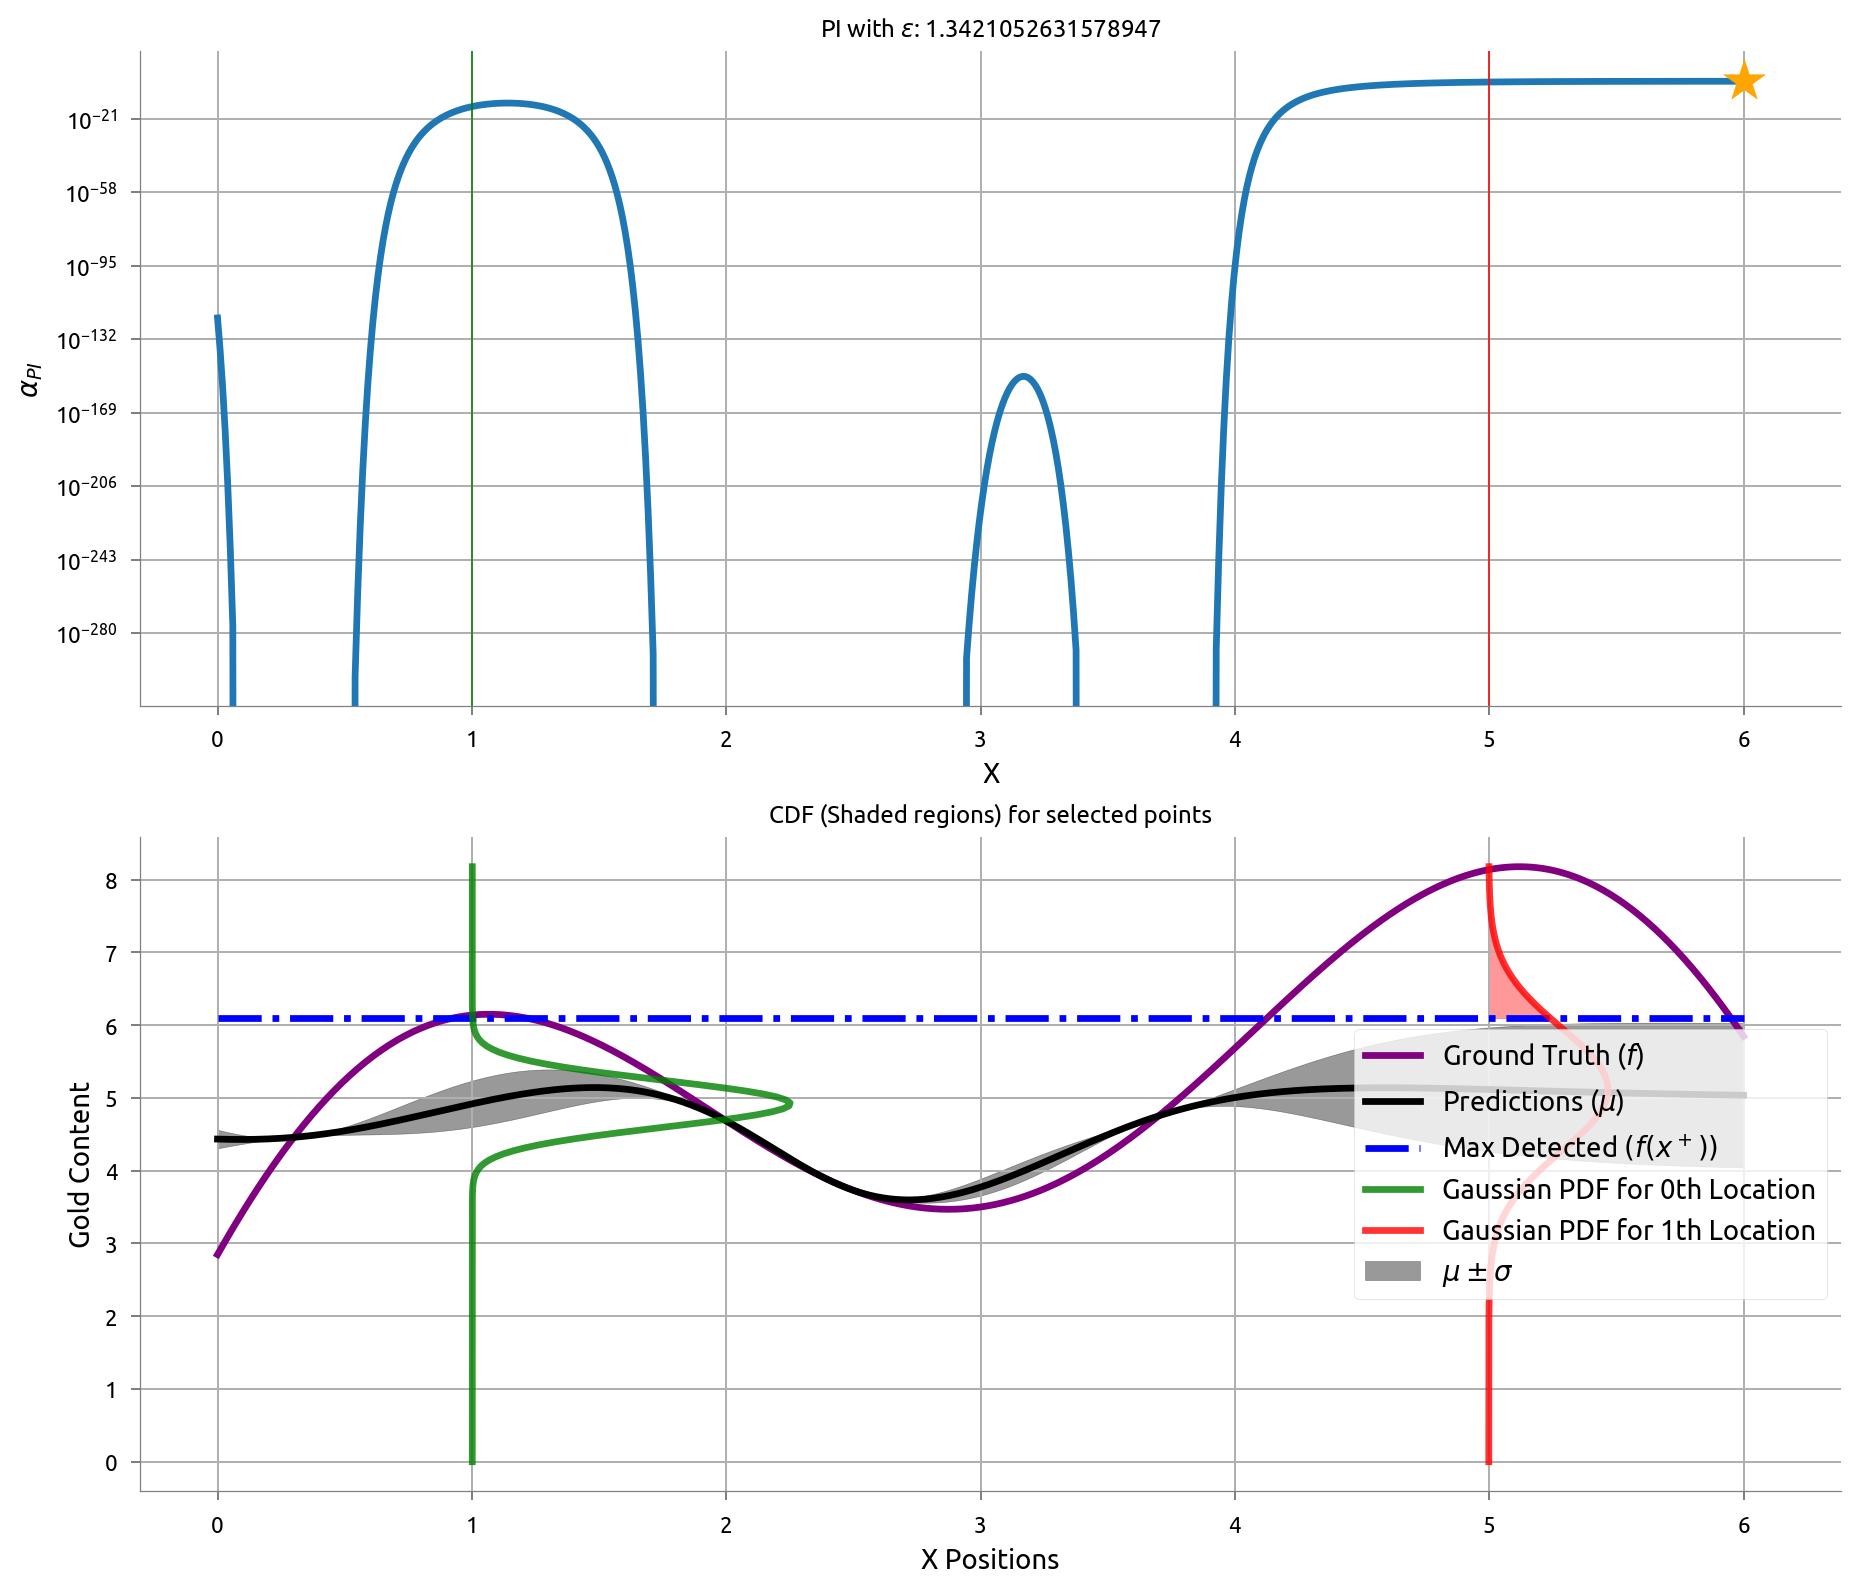 PI with ε: 1.3421052631578947
10⁻²¹
10⁻⁵⁸
10⁻⁹⁵
10⁻¹³²
10⁻¹⁶⁹
10⁻²⁰⁶
10⁻²⁴³
10⁻²⁸⁰
α_PI
0 1 2 3 4 5 6
X
CDF (Shaded regions) for selected points
8
7
6
5
4
3
2
1
0
Gold Content
Ground Truth (f)
Predictions (μ)
Max Detected (f(x⁺))
Gaussian PDF for 0th Location
Gaussian PDF for 1th Location
μ ± σ
0 1 2 3 4 5 6
X Positions